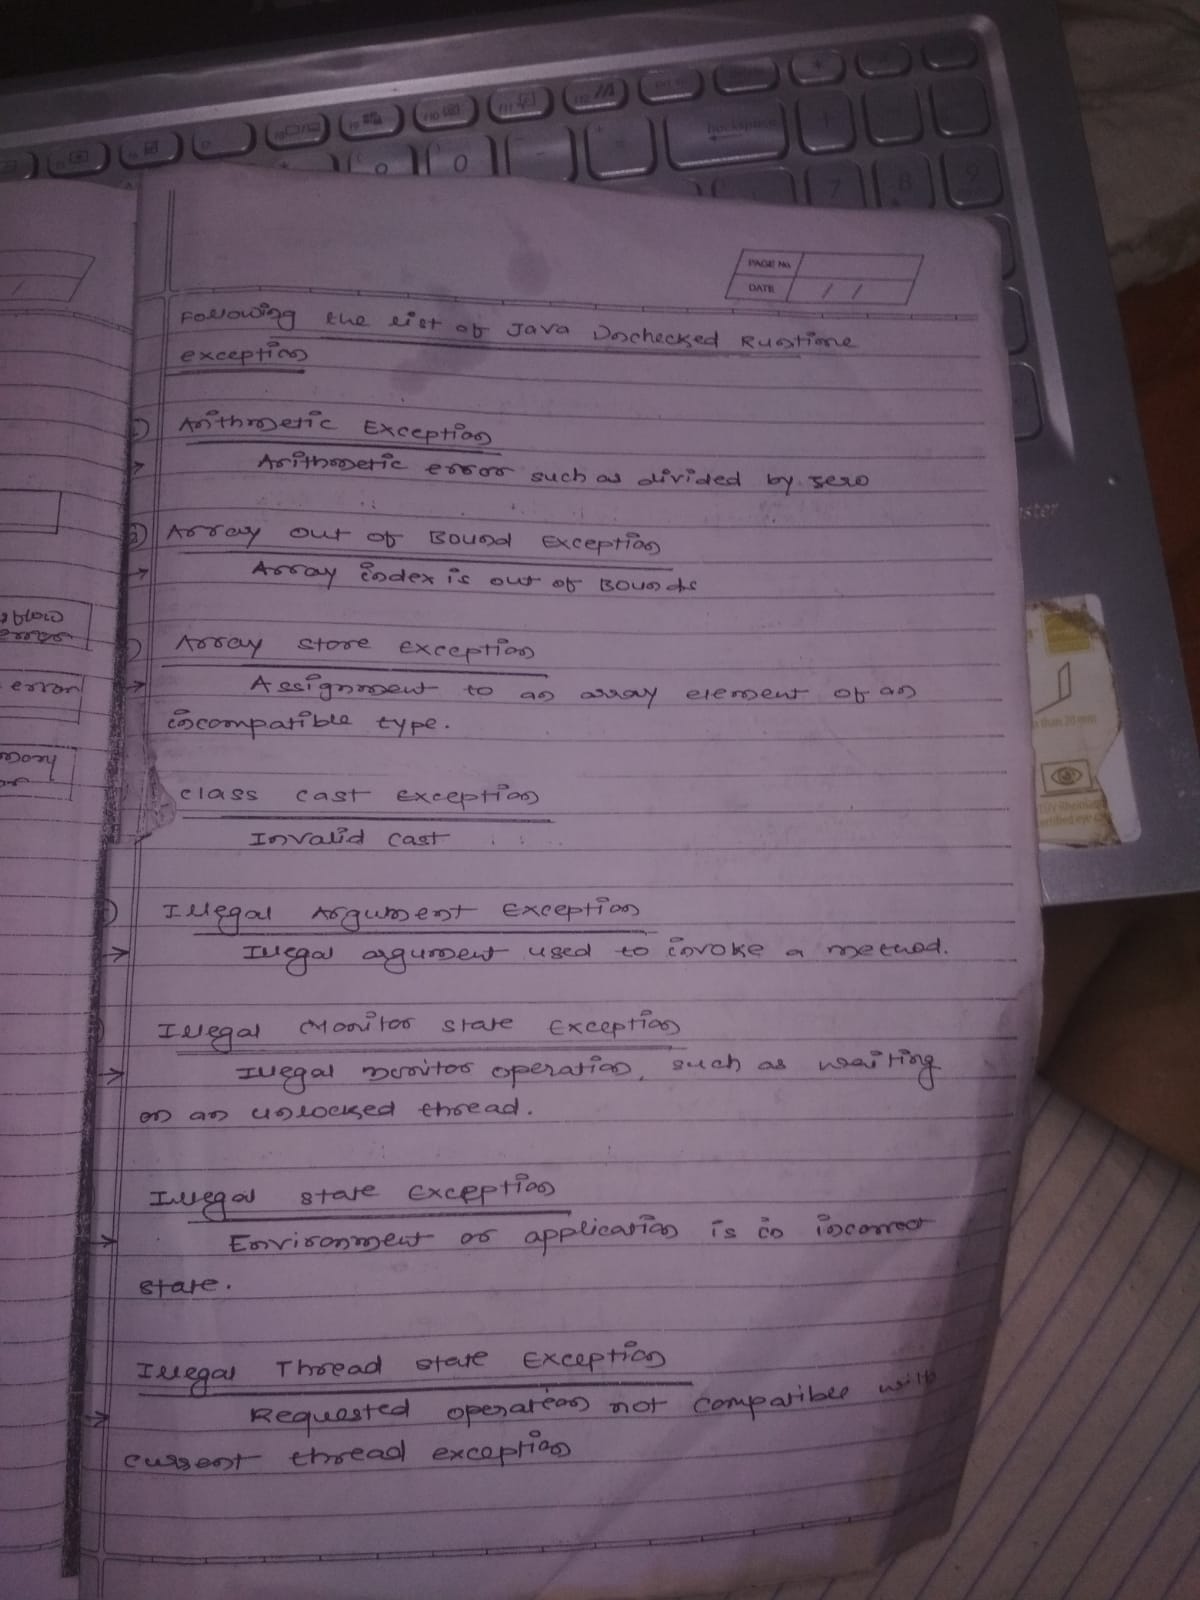 backspace
7
8
9
0
PAGE No.
DATE / /
Following the list of Java Unchecked Runtime
exception
Arithmetic Exception
→ Arithmetic error such as divided by zero
2) Array out of Bound Exception
→ Array index is out of Bounds
Array store exception
→ Assignment to an array element of an
incompatible type.
class cast exception
Invalid cast
Illegal Argument Exception
→ Illegal argument used to invoke a method.
Illegal Monitor state Exception
→ Illegal monitor operation, such as waiting
on an unlocked thread.
Illegal state Exception
→ Environment or application is in incorrect
state.
Illegal Thread state Exception
→ Requested operation not compatible with
current thread exception
error